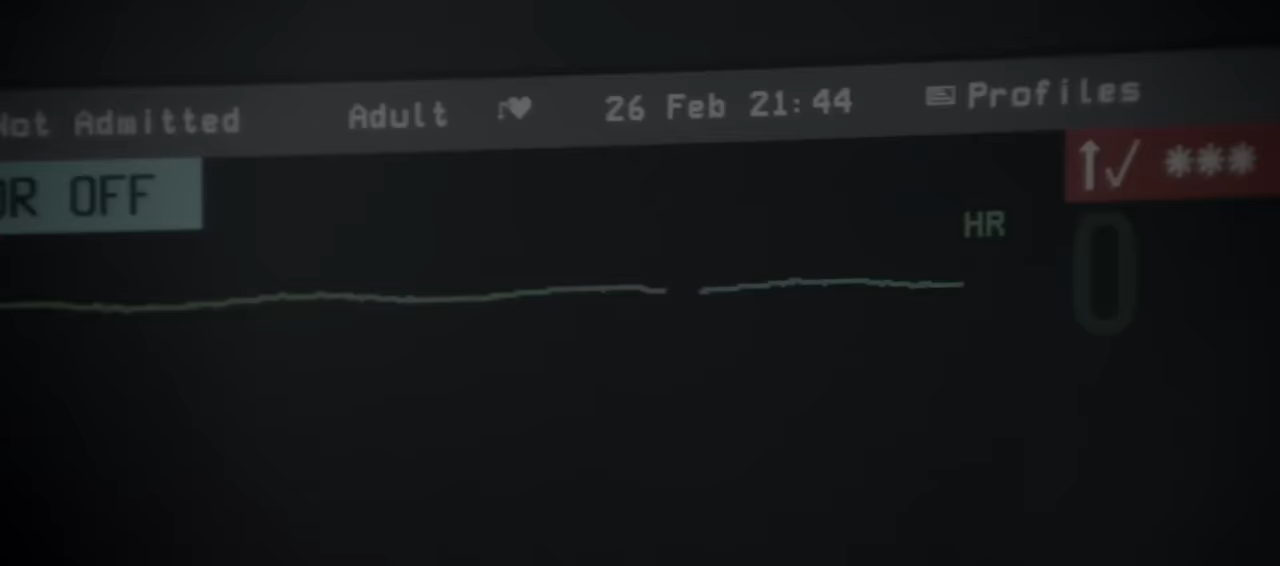 Not Admitted Adult 26 Feb 21:44 Profiles
OR OFF ↑✓ ***
HR
0